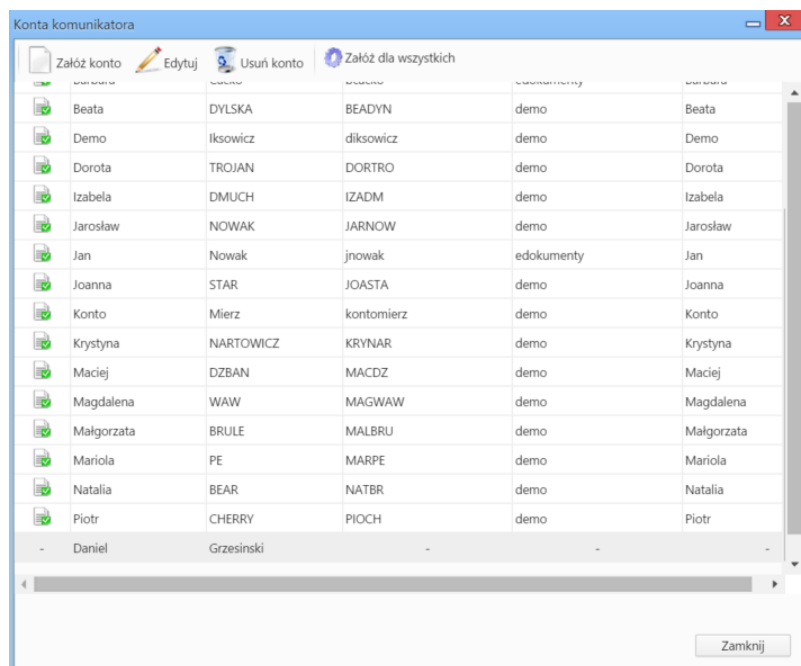 Konta komunikatora
Załóż konto Edytuj Usuń konto Załóż dla wszystkich
Beata DYLSKA BEADYN demo Beata
Demo Iksowicz diksowicz demo Demo
Dorota TROJAN DORTRO demo Dorota
Izabela DMUCH IZADM demo Izabela
Jarosław NOWAK JARNOW demo Jarosław
Jan Nowak jnowak edokumenty Jan
Joanna STAR JOASTA demo Joanna
Konto Mierz kontomierz demo Konto
Krystyna NARTOWICZ KRYNAR demo Krystyna
Maciej DZBAN MACDZ demo Maciej
Magdalena WAW MAGWAW demo Magdalena
Małgorzata BRULE MALBRU demo Małgorzata
Mariola PE MARPE demo Mariola
Natalia BEAR NATBR demo Natalia
Piotr CHERRY PIOCH demo Piotr
- Daniel Grzesinski - - -
Zamknij